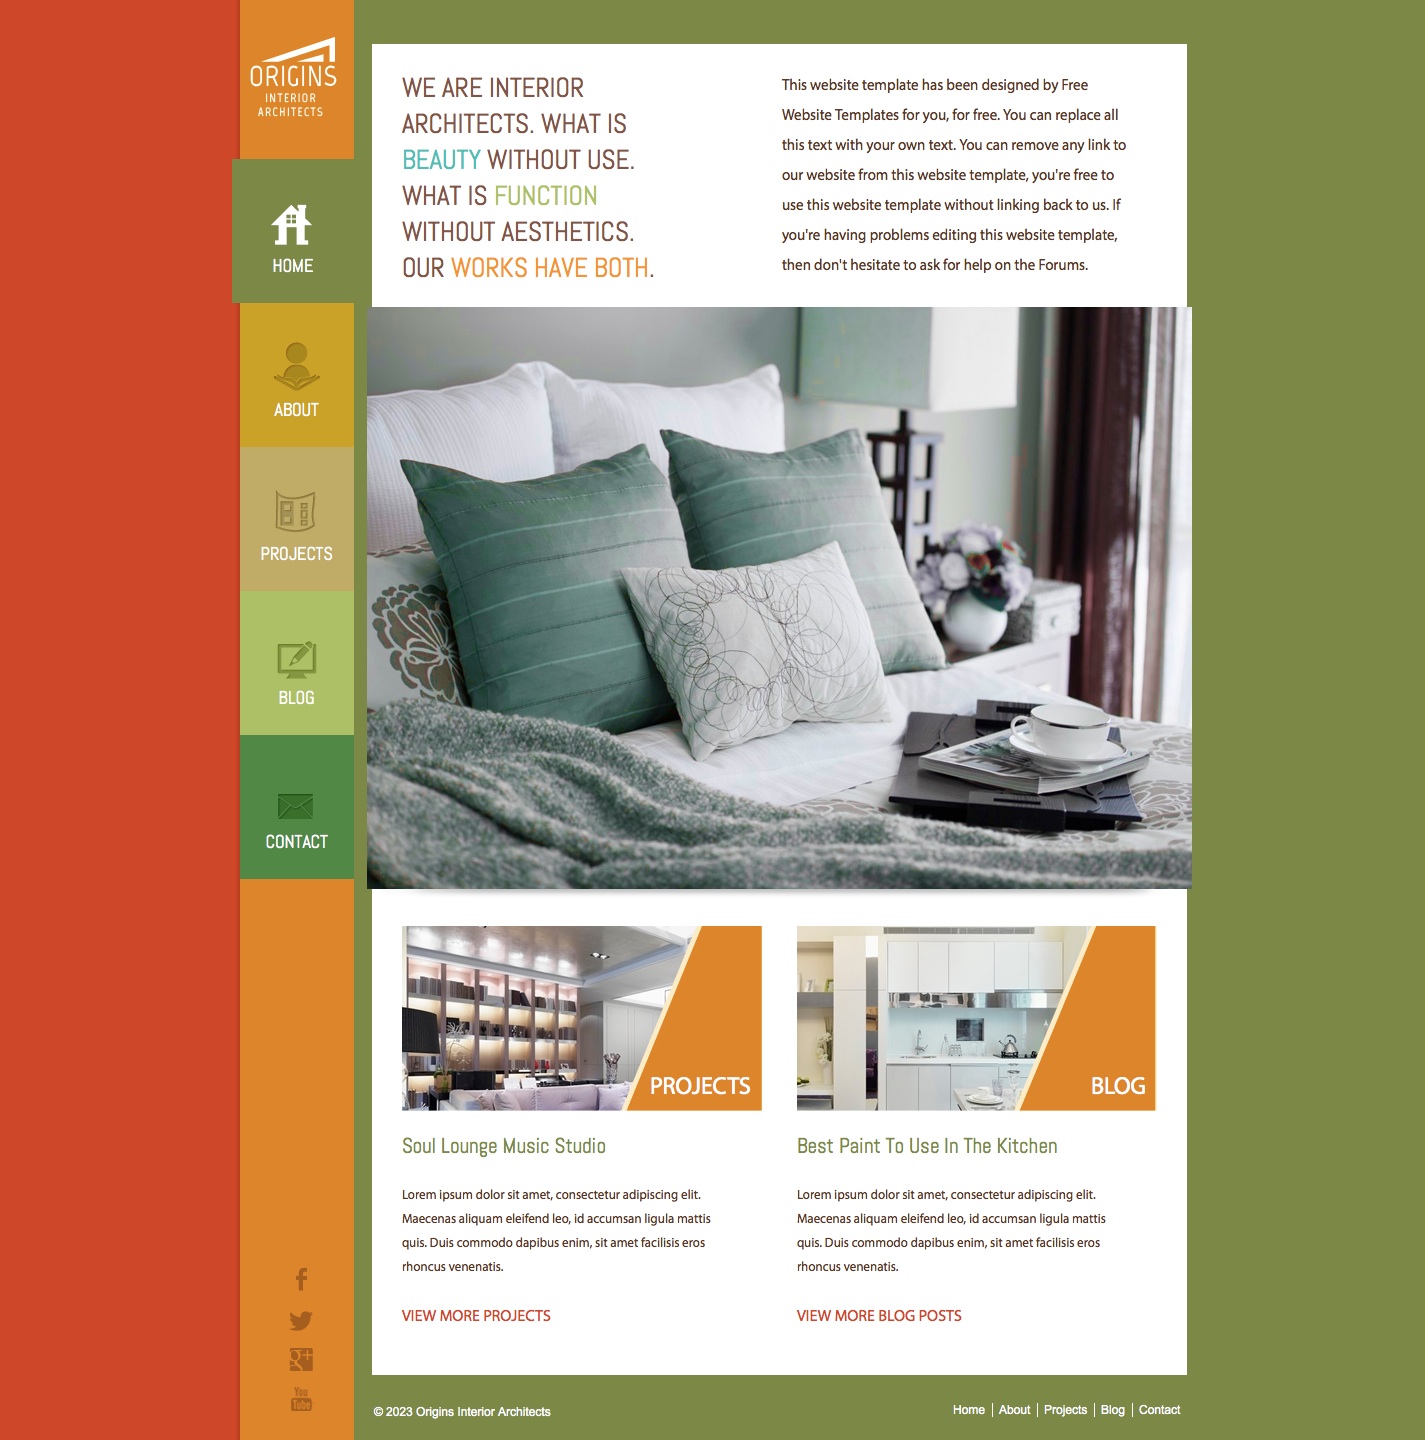 ORIGINS
INTERIOR
ARCHITECTS
HOME
ABOUT
PROJECTS
BLOG
CONTACT
You
Tube
WE ARE INTERIOR
ARCHITECTS. WHAT IS
BEAUTY WITHOUT USE.
WHAT IS FUNCTION
WITHOUT AESTHETICS.
OUR WORKS HAVE BOTH.
This website template has been designed by Free
Website Templates for you, for free. You can replace all
this text with your own text. You can remove any link to
our website from this website template, you're free to
use this website template without linking back to us. If
you're having problems editing this website template,
then don't hesitate to ask for help on the Forums.
PROJECTS
Soul Lounge Music Studio
Lorem ipsum dolor sit amet, consectetur adipiscing elit.
Maecenas aliquam eleifend leo, id accumsan ligula mattis
quis. Duis commodo dapibus enim, sit amet facilisis eros
rhoncus venenatis.
VIEW MORE PROJECTS
BLOG
Best Paint To Use In The Kitchen
Lorem ipsum dolor sit amet, consectetur adipiscing elit.
Maecenas aliquam eleifend leo, id accumsan ligula mattis
quis. Duis commodo dapibus enim, sit amet facilisis eros
rhoncus venenatis.
VIEW MORE BLOG POSTS
© 2023 Origins Interior Architects
Home | About | Projects | Blog | Contact